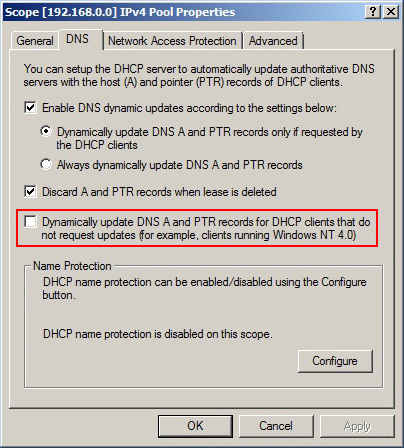 Scope [192.168.0.0] IPv4 Pool Properties
General DNS Network Access Protection Advanced
You can setup the DHCP server to automatically update authoritative DNS
servers with the host (A) and pointer (PTR) records of DHCP clients.
Enable DNS dynamic updates according to the settings below:
Dynamically update DNS A and PTR records only if requested by
the DHCP clients
Always dynamically update DNS A and PTR records
Discard A and PTR records when lease is deleted
Dynamically update DNS A and PTR records for DHCP clients that do
not request updates (for example, clients running Windows NT 4.0)
Name Protection
DHCP name protection can be enabled/disabled using the Configure
button.
DHCP name protection is disabled on this scope.
Configure
OK Cancel Apply